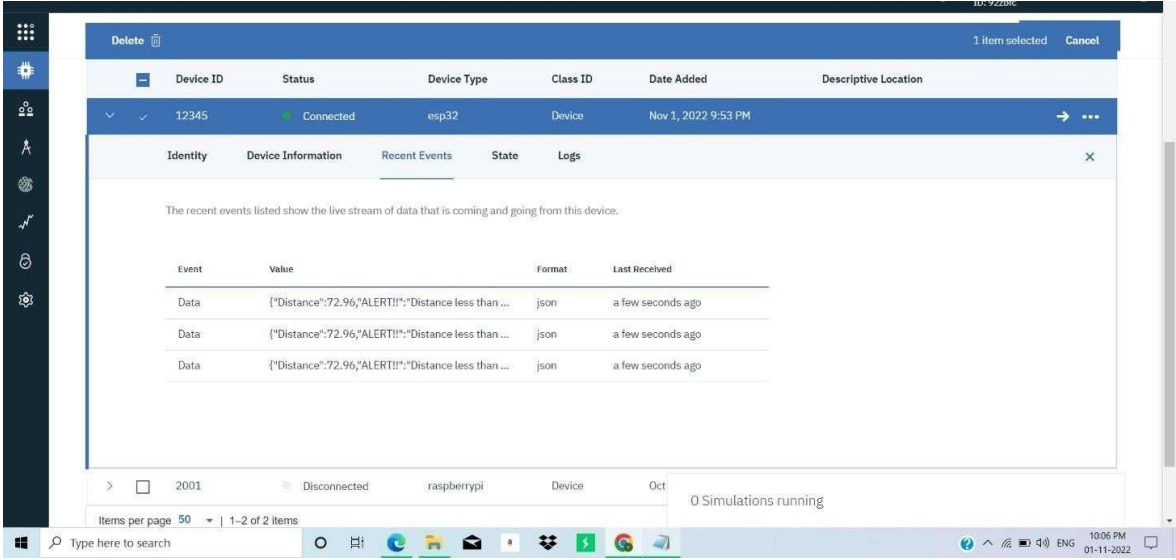 Delete 1 item selected Cancel
Device ID Status Device Type Class ID Date Added Descriptive Location
12345 Connected esp32 Device Nov 1, 2022 9:53 PM
Identity Device Information Recent Events State Logs
The recent events listed show the live stream of data that is coming and going from this device.
Event Value Format Last Received
Data {"Distance":72.96,"ALERT!!":"Distance less than ... json a few seconds ago
Data {"Distance":72.96,"ALERT!!":"Distance less than ... json a few seconds ago
Data {"Distance":72.96,"ALERT!!":"Distance less than ... json a few seconds ago
2001 Disconnected raspberrypi Device Oct
0 Simulations running
Items per page 50 | 1–2 of 2 items
Type here to search ENG 10:06 PM
01-11-2022